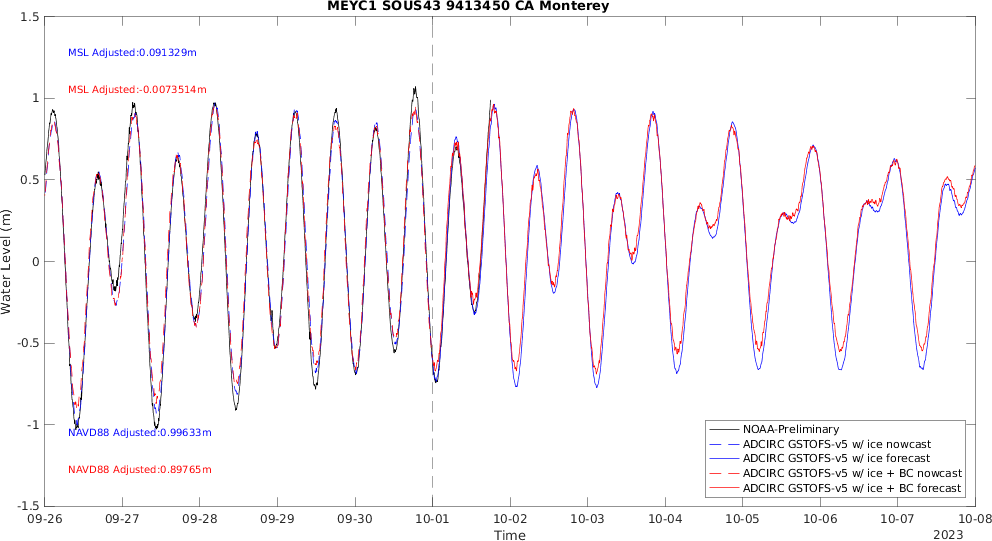 MEYC1 SOUS43 9413450 CA Monterey
1.5
1
0.5
0
-0.5
-1
-1.5
Water Level (m)
MSL Adjusted:0.091329m
MSL Adjusted:-0.0073514m
NAVD88 Adjusted:0.99633m
NAVD88 Adjusted:0.89765m
NOAA-Preliminary
ADCIRC GSTOFS-v5 w/ ice nowcast
ADCIRC GSTOFS-v5 w/ ice forecast
ADCIRC GSTOFS-v5 w/ ice + BC nowcast
ADCIRC GSTOFS-v5 w/ ice + BC forecast
09-26 09-27 09-28 09-29 09-30 10-01 10-02 10-03 10-04 10-05 10-06 10-07 10-08
Time
2023